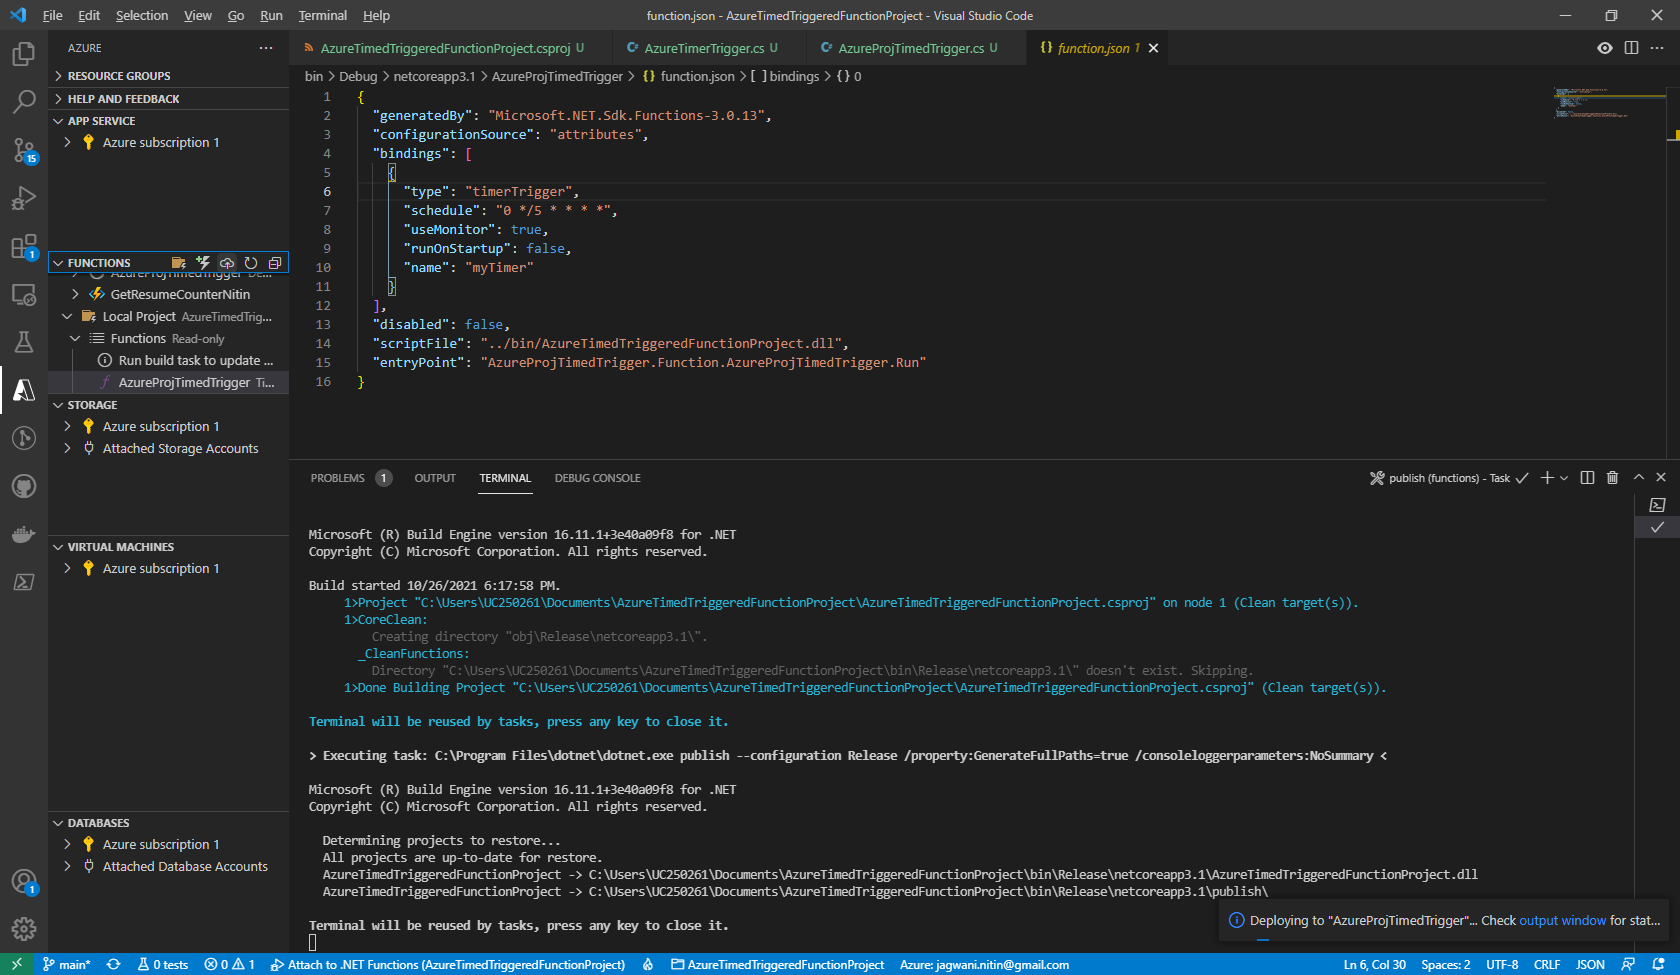 File Edit Selection View Go Run Terminal Help
function.json - AzureTimedTriggeredFunctionProject - Visual Studio Code
AZURE
RESOURCE GROUPS
HELP AND FEEDBACK
APP SERVICE
Azure subscription 1
15
1
FUNCTIONS
AzureProjTimedTrigger De...
GetResumeCounterNitin
Local Project AzureTimedTrig...
Functions Read-only
Run build task to update ...
AzureProjTimedTrigger Ti...
STORAGE
Azure subscription 1
Attached Storage Accounts
VIRTUAL MACHINES
Azure subscription 1
DATABASES
Azure subscription 1
Attached Database Accounts
1
AzureTimedTriggeredFunctionProject.csproj U
AzureTimerTrigger.cs U
AzureProjTimedTrigger.cs U
{} function.json 1
bin > Debug > netcoreapp3.1 > AzureProjTimedTrigger > {} function.json > [ ] bindings > {} 0
1 {
2 "generatedBy": "Microsoft.NET.Sdk.Functions-3.0.13",
3 "configurationSource": "attributes",
4 "bindings": [
5 {
6 "type": "timerTrigger",
7 "schedule": "0 */5 * * * *",
8 "useMonitor": true,
9 "runOnStartup": false,
10 "name": "myTimer"
11 }
12 ],
13 "disabled": false,
14 "scriptFile": "../bin/AzureTimedTriggeredFunctionProject.dll",
15 "entryPoint": "AzureProjTimedTrigger.Function.AzureProjTimedTrigger.Run"
16 }
PROBLEMS 1 OUTPUT TERMINAL DEBUG CONSOLE
publish (functions) - Task
Microsoft (R) Build Engine version 16.11.1+3e40a09f8 for .NET
Copyright (C) Microsoft Corporation. All rights reserved.
Build started 10/26/2021 6:17:58 PM.
1>Project "C:\Users\UC250261\Documents\AzureTimedTriggeredFunctionProject\AzureTimedTriggeredFunctionProject.csproj" on node 1 (Clean target(s)).
1>CoreClean:
Creating directory "obj\Release\netcoreapp3.1\".
_CleanFunctions:
Directory "C:\Users\UC250261\Documents\AzureTimedTriggeredFunctionProject\bin\Release\netcoreapp3.1\" doesn't exist. Skipping.
1>Done Building Project "C:\Users\UC250261\Documents\AzureTimedTriggeredFunctionProject\AzureTimedTriggeredFunctionProject.csproj" (Clean target(s)).
Terminal will be reused by tasks, press any key to close it.
> Executing task: C:\Program Files\dotnet\dotnet.exe publish --configuration Release /property:GenerateFullPaths=true /consoleloggerparameters:NoSummary <
Microsoft (R) Build Engine version 16.11.1+3e40a09f8 for .NET
Copyright (C) Microsoft Corporation. All rights reserved.
Determining projects to restore...
All projects are up-to-date for restore.
AzureTimedTriggeredFunctionProject -> C:\Users\UC250261\Documents\AzureTimedTriggeredFunctionProject\bin\Release\netcoreapp3.1\AzureTimedTriggeredFunctionProject.dll
AzureTimedTriggeredFunctionProject -> C:\Users\UC250261\Documents\AzureTimedTriggeredFunctionProject\bin\Release\netcoreapp3.1\publish\
Terminal will be reused by tasks, press any key to close it.
Deploying to "AzureProjTimedTrigger"... Check output window for stat...
main* 0 tests 0 1 Attach to .NET Functions (AzureTimedTriggeredFunctionProject) AzureTimedTriggeredFunctionProject Azure: jagwani.nitin@gmail.com Ln 6, Col 30 Spaces: 2 UTF-8 CRLF JSON